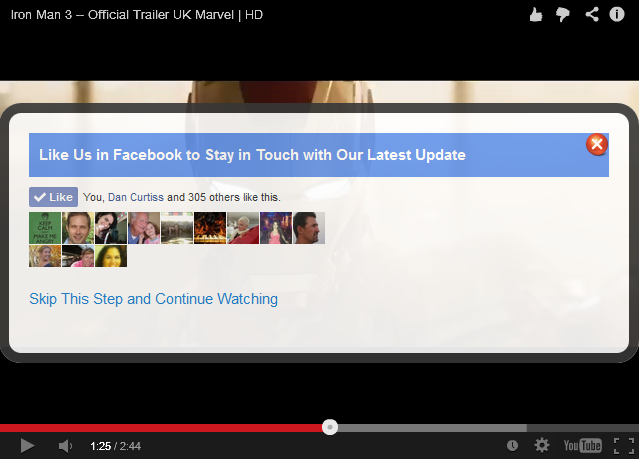 Iron Man 3 -- Official Trailer UK Marvel | HD
Like Us in Facebook to Stay in Touch with Our Latest Update
Like You, Dan Curtiss and 305 others like this.
KEEP
CALM
MAKE ME
ANGRY
Skip This Step and Continue Watching
1:25 / 2:44
YouTube